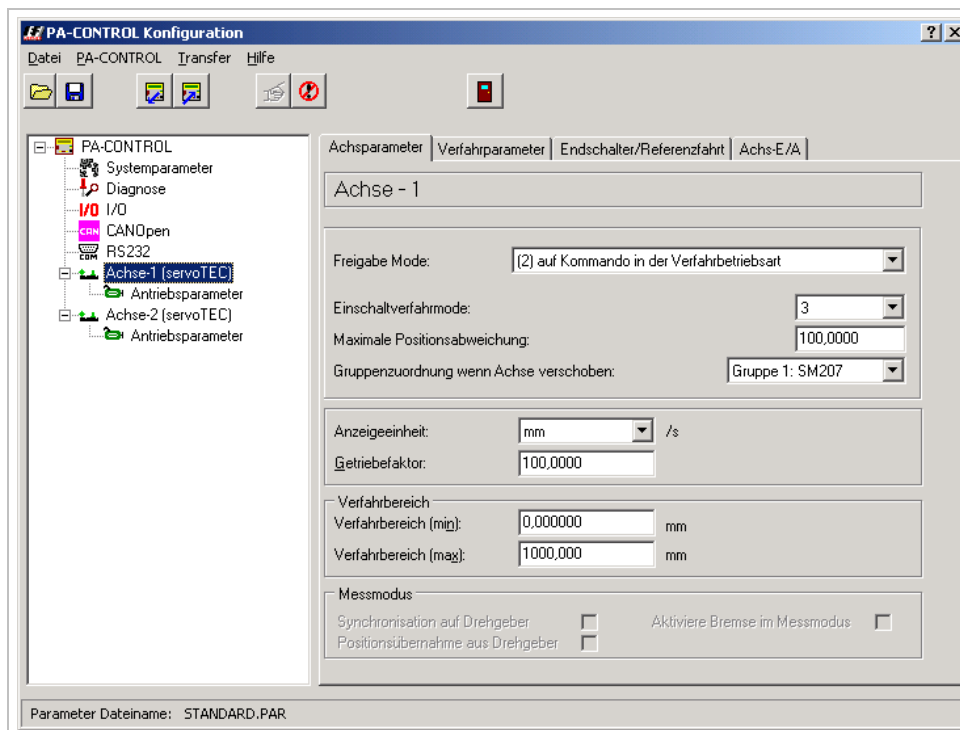 PA-CONTROL Konfiguration
Datei PA-CONTROL Transfer Hilfe
PA-CONTROL
Systemparameter
Diagnose
I/O I/O
CAN CANOpen
COM RS232
Achse-1 (servoTEC)
Antriebsparameter
Achse-2 (servoTEC)
Antriebsparameter
Achsparameter Verfahrparameter Endschalter/Referenzfahrt Achs-E/A
Achse - 1
Freigabe Mode: (2) auf Kommando in der Verfahrbetriebsart
Einschaltverfahrmode: 3
Maximale Positionsabweichung: 100,0000
Gruppenzuordnung wenn Achse verschoben: Gruppe 1: SM207
Anzeigeeinheit: mm /s
Getriebefaktor: 100,0000
Verfahrbereich
Verfahrbereich (min): 0,000000 mm
Verfahrbereich (max): 1000,000 mm
Messmodus
Synchronisation auf Drehgeber Aktiviere Bremse im Messmodus
Positionsübernahme aus Drehgeber
Parameter Dateiname: STANDARD.PAR